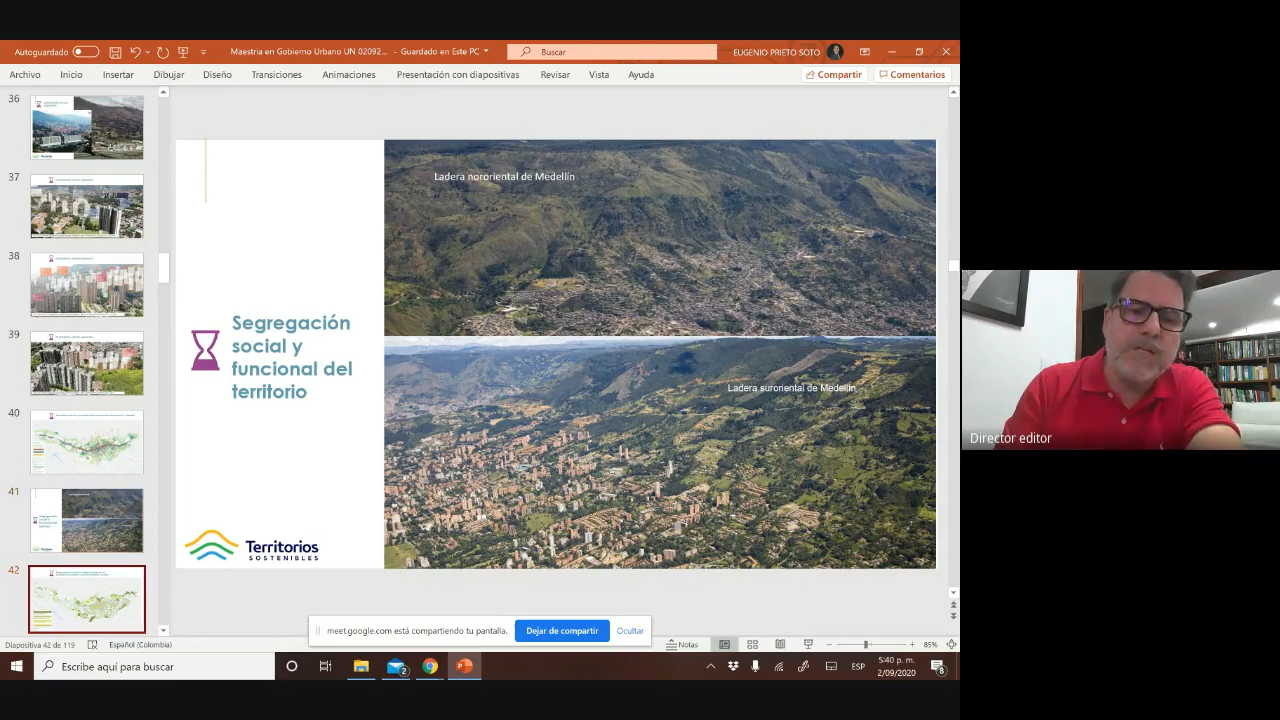 Autoguardado
Maestria en Gobierno Urbano UN 02092... - Guardado en Este PC
Buscar
EUGENIO PRIETO SOTO
Archivo
Inicio
Insertar
Dibujar
Diseño
Transiciones
Animaciones
Presentación con diapositivas
Revisar
Vista
Ayuda
Compartir
Comentarios
36
37
38
39
40
41
42
Ladera nororiental de Medellín
Segregación
social y
funcional del
territorio
Ladera suroriental de Medellín
Territorios
SOSTENIBLES
Director editor
meet.google.com está compartiendo tu pantalla.
Dejar de compartir
Ocultar
Diapositiva 42 de 119
Español (Colombia)
Notas
85%
Escribe aquí para buscar
2
ESP
5:40 p. m.
2/09/2020
8